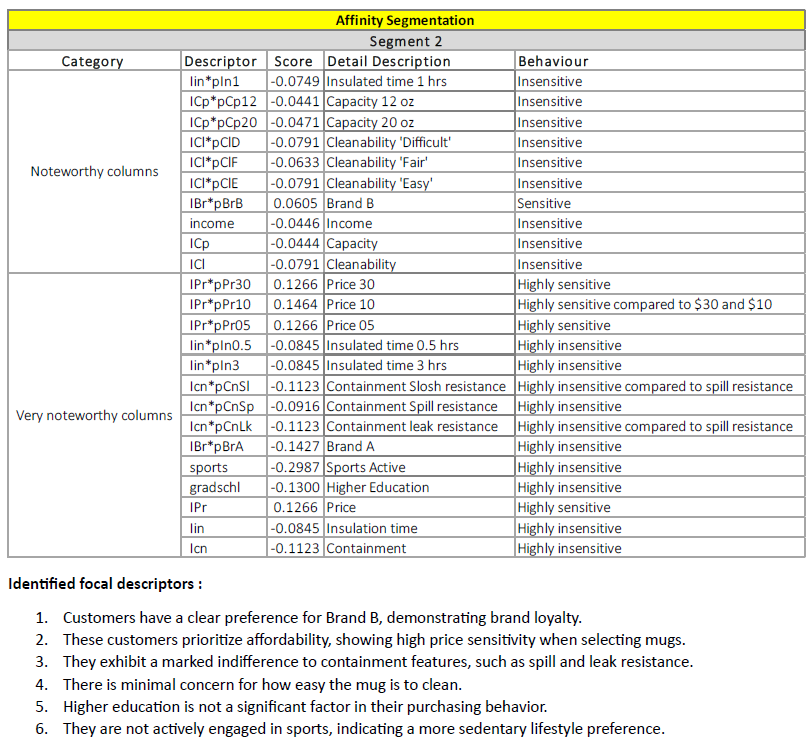 Affinity Segmentation
Segment 2
Category Descriptor Score Detail Description Behaviour
Noteworthy columns
Iin*pIn1 -0.0749 Insulated time 1 hrs Insensitive
ICp*pCp12 -0.0441 Capacity 12 oz Insensitive
ICp*pCp20 -0.0471 Capacity 20 oz Insensitive
ICl*pClD -0.0791 Cleanability 'Difficult' Insensitive
ICl*pClF -0.0633 Cleanability 'Fair' Insensitive
ICl*pClE -0.0791 Cleanability 'Easy' Insensitive
IBr*pBrB 0.0605 Brand B Sensitive
income -0.0446 Income Insensitive
ICp -0.0444 Capacity Insensitive
ICl -0.0791 Cleanability Insensitive
Very noteworthy columns
IPr*pPr30 0.1266 Price 30 Highly sensitive
IPr*pPr10 0.1464 Price 10 Highly sensitive compared to $30 and $10
IPr*pPr05 0.1266 Price 05 Highly sensitive
Iin*pIn0.5 -0.0845 Insulated time 0.5 hrs Highly insensitive
Iin*pIn3 -0.0845 Insulated time 3 hrs Highly insensitive
Icn*pCnSl -0.1123 Containment Slosh resistance Highly insensitive compared to spill resistance
Icn*pCnSp -0.0916 Containment Spill resistance Highly insensitive
Icn*pCnLk -0.1123 Containment leak resistance Highly insensitive compared to spill resistance
IBr*pBrA -0.1427 Brand A Highly insensitive
sports -0.2987 Sports Active Highly insensitive
gradschl -0.1300 Higher Education Highly insensitive
IPr 0.1266 Price Highly sensitive
Iin -0.0845 Insulation time Highly insensitive
Icn -0.1123 Containment Highly insensitive
Identified focal descriptors :
1. Customers have a clear preference for Brand B, demonstrating brand loyalty.
2. These customers prioritize affordability, showing high price sensitivity when selecting mugs.
3. They exhibit a marked indifference to containment features, such as spill and leak resistance.
4. There is minimal concern for how easy the mug is to clean.
5. Higher education is not a significant factor in their purchasing behavior.
6. They are not actively engaged in sports, indicating a more sedentary lifestyle preference.